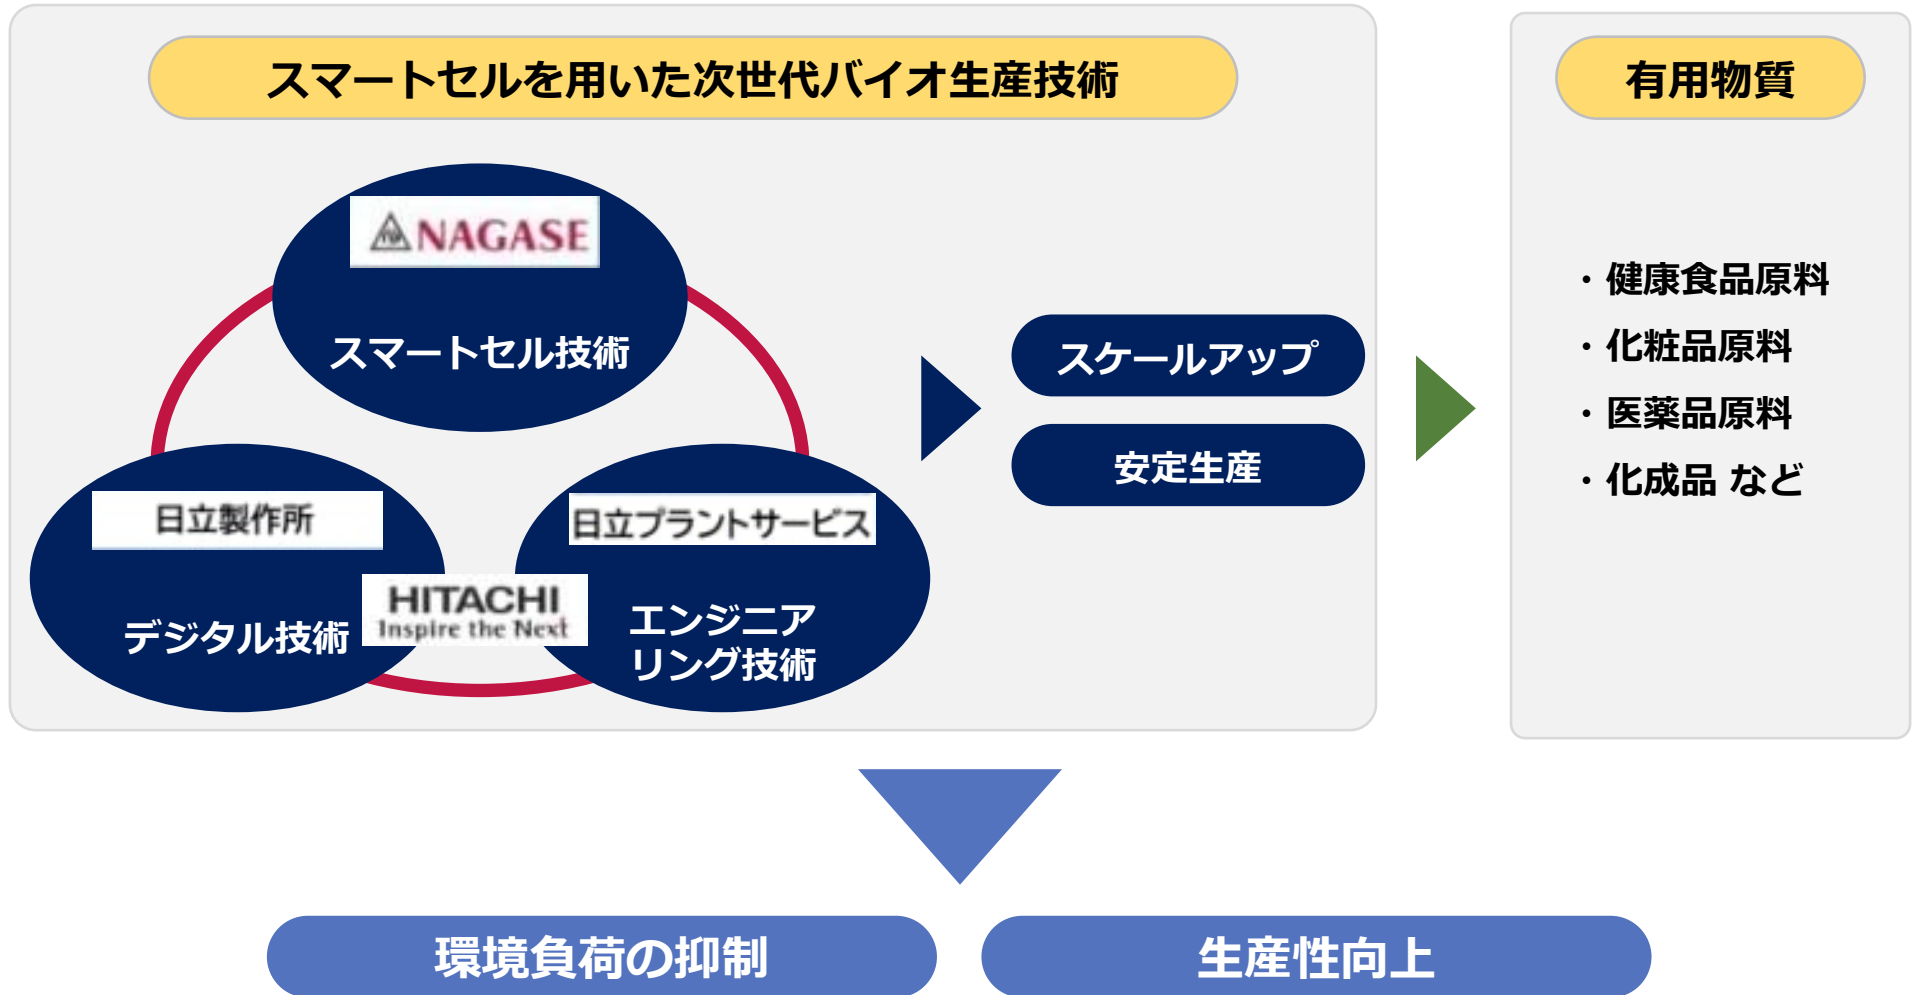 スマートセルを用いた次世代バイオ生産技術
NAGASE
スマートセル技術
日立製作所
デジタル技術
HITACHI
Inspire the Next
日立プラントサービス
エンジニア
リング技術
スケールアップ
安定生産
有用物質
・健康食品原料
・化粧品原料
・医薬品原料
・化成品 など
環境負荷の抑制
生産性向上